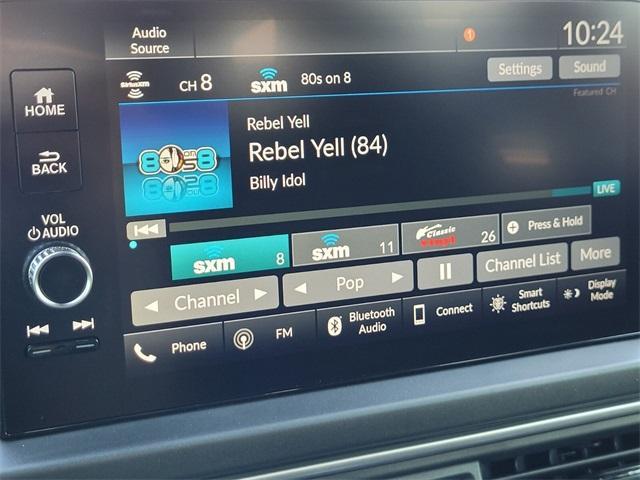 Audio
Source
1
10:24
SiriusXM
CH 8
sxm
80s on 8
Settings
Sound
Featured CH
Rebel Yell
Rebel Yell (84)
Billy Idol
LIVE
sxm 8
sxm 11
Classic Vinyl 26
Press & Hold
Channel
Pop
Channel List
More
Phone
FM
Bluetooth
Audio
Connect
Smart
Shortcuts
Display
Mode
HOME
BACK
VOL
AUDIO